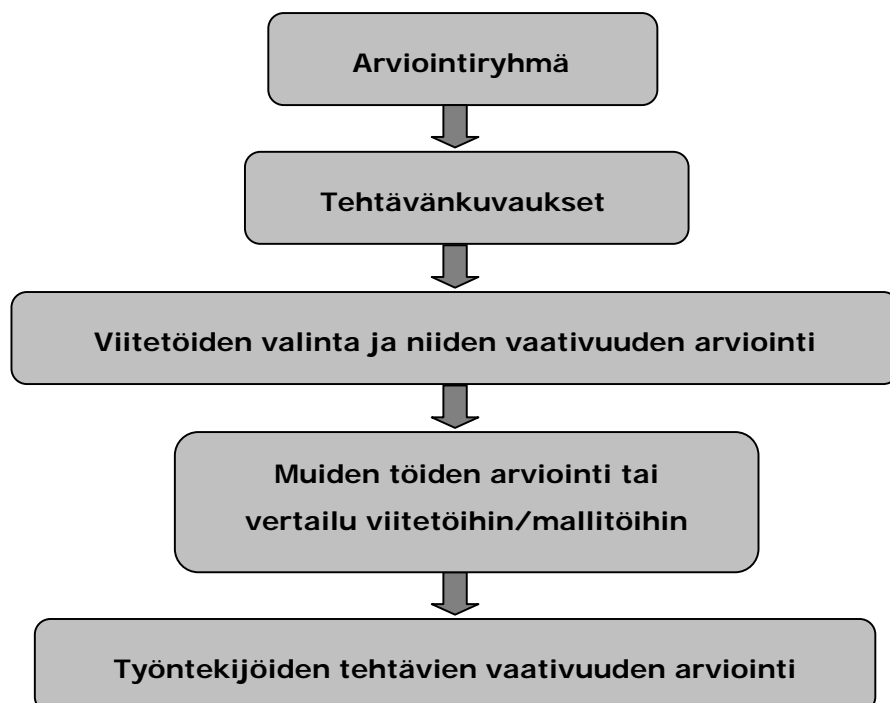 Arviointiryhmä
Tehtävänkuvaukset
Viitetöiden valinta ja niiden vaativuuden arviointi
Muiden töiden arviointi tai
vertailu viitetöihin/mallitöihin
Työntekijöiden tehtävien vaativuuden arviointi